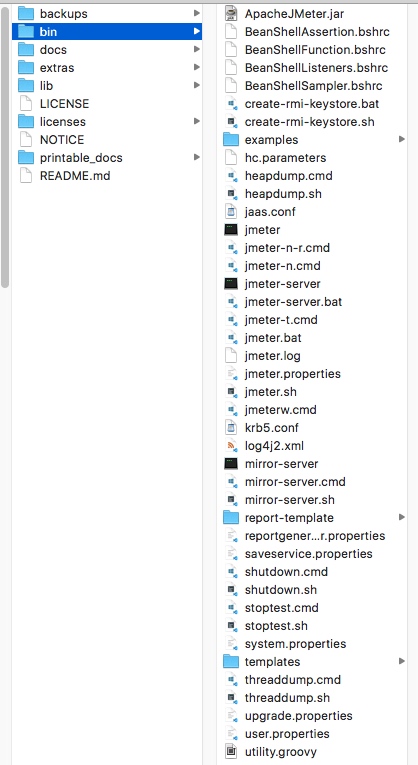 backups
bin
docs
extras
lib
LICENSE
licenses
NOTICE
printable_docs
README.md
ApacheJMeter.jar
BeanShellAssertion.bshrc
BeanShellFunction.bshrc
BeanShellListeners.bshrc
BeanShellSampler.bshrc
create-rmi-keystore.bat
create-rmi-keystore.sh
examples
hc.parameters
heapdump.cmd
heapdump.sh
jaas.conf
jmeter
jmeter-n-r.cmd
jmeter-n.cmd
jmeter-server
jmeter-server.bat
jmeter-t.cmd
jmeter.bat
jmeter.log
jmeter.properties
jmeter.sh
jmeterw.cmd
krb5.conf
log4j2.xml
mirror-server
mirror-server.cmd
mirror-server.sh
report-template
reportgener...r.properties
saveservice.properties
shutdown.cmd
shutdown.sh
stoptest.cmd
stoptest.sh
system.properties
templates
threaddump.cmd
threaddump.sh
upgrade.properties
user.properties
utility.groovy